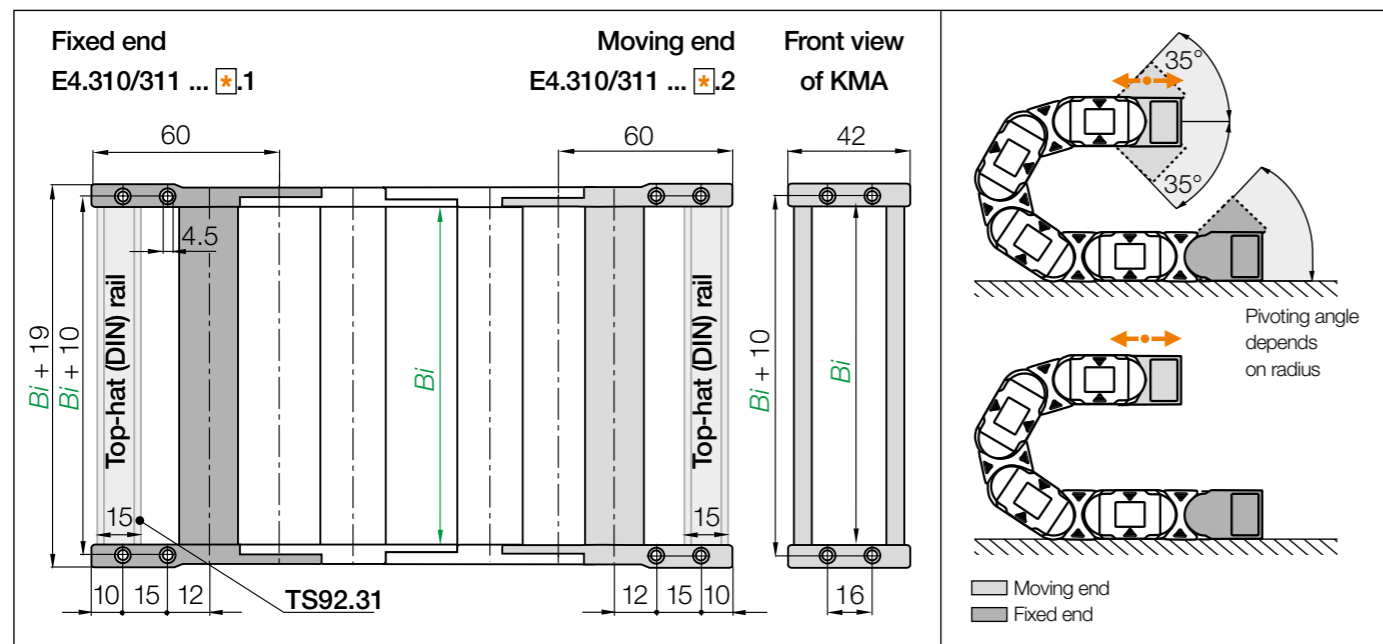 Fixed end
E4.310/311 ... *.1
Moving end
E4.310/311 ... *.2
Front view
of KMA
60
60
42
4.5
Bi + 19
Bi + 10
Top-hat (DIN) rail
Bi
Top-hat (DIN) rail
Bi + 10
Bi
15
15
10
15
12
TS92.31
12
15
10
16
35°
35°
Pivoting angle
depends
on radius
Moving end
Fixed end